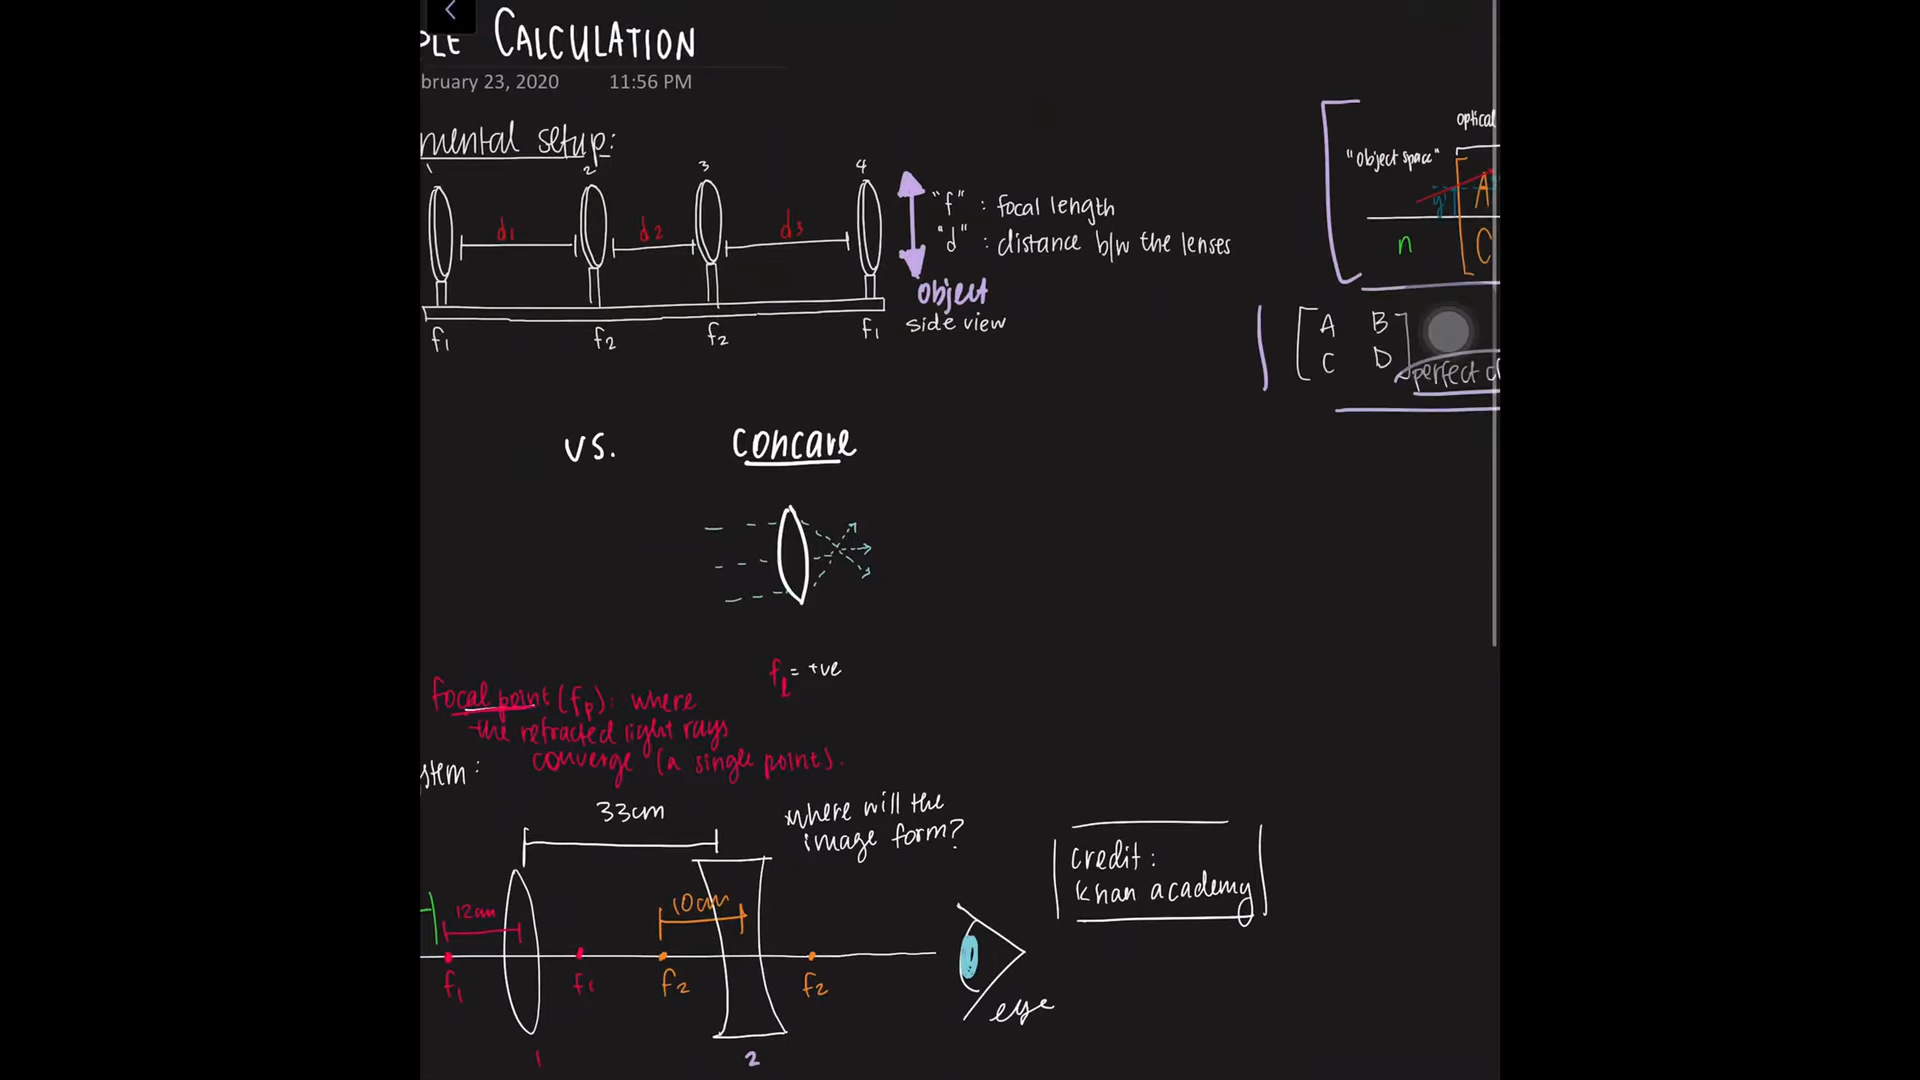 PLE CALCULATION
bruary 23, 2020 11:56 PM
mental setup:
1 2 3 4
d1 d2 d3
"f" : focal length
"d" : distance b/w the lenses
object
side view
f1 f2 f2 f1
optical
"object space"
A
y'
n
C
A B
C D
perfect
vs. concave
fl = +ve
focal point (fp): where
the refracted light rays
converge (a single point).
stem:
33cm
where will the
image form?
credit:
khan academy
12cm
10cm
f1 f1 f2 f2
eye
1 2